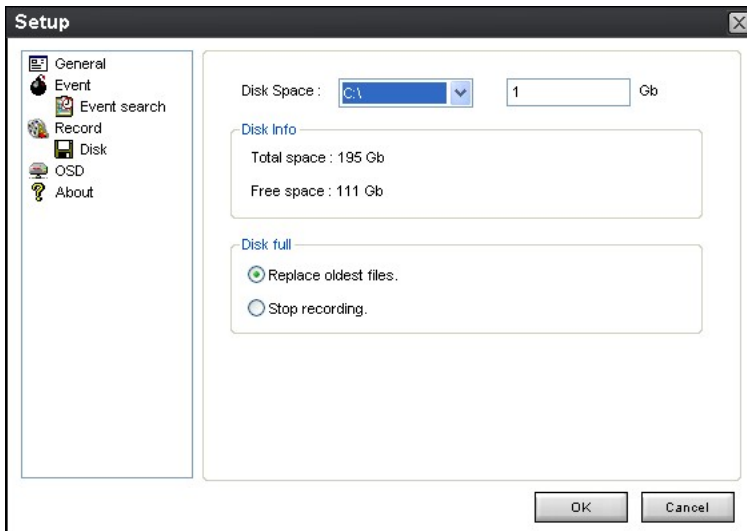 Setup
General
Event
Event search
Record
Disk
OSD
About
Disk Space : C:\ 1 Gb
Disk Info
Total space : 195 Gb
Free space : 111 Gb
Disk full
Replace oldest files.
Stop recording.
OK Cancel